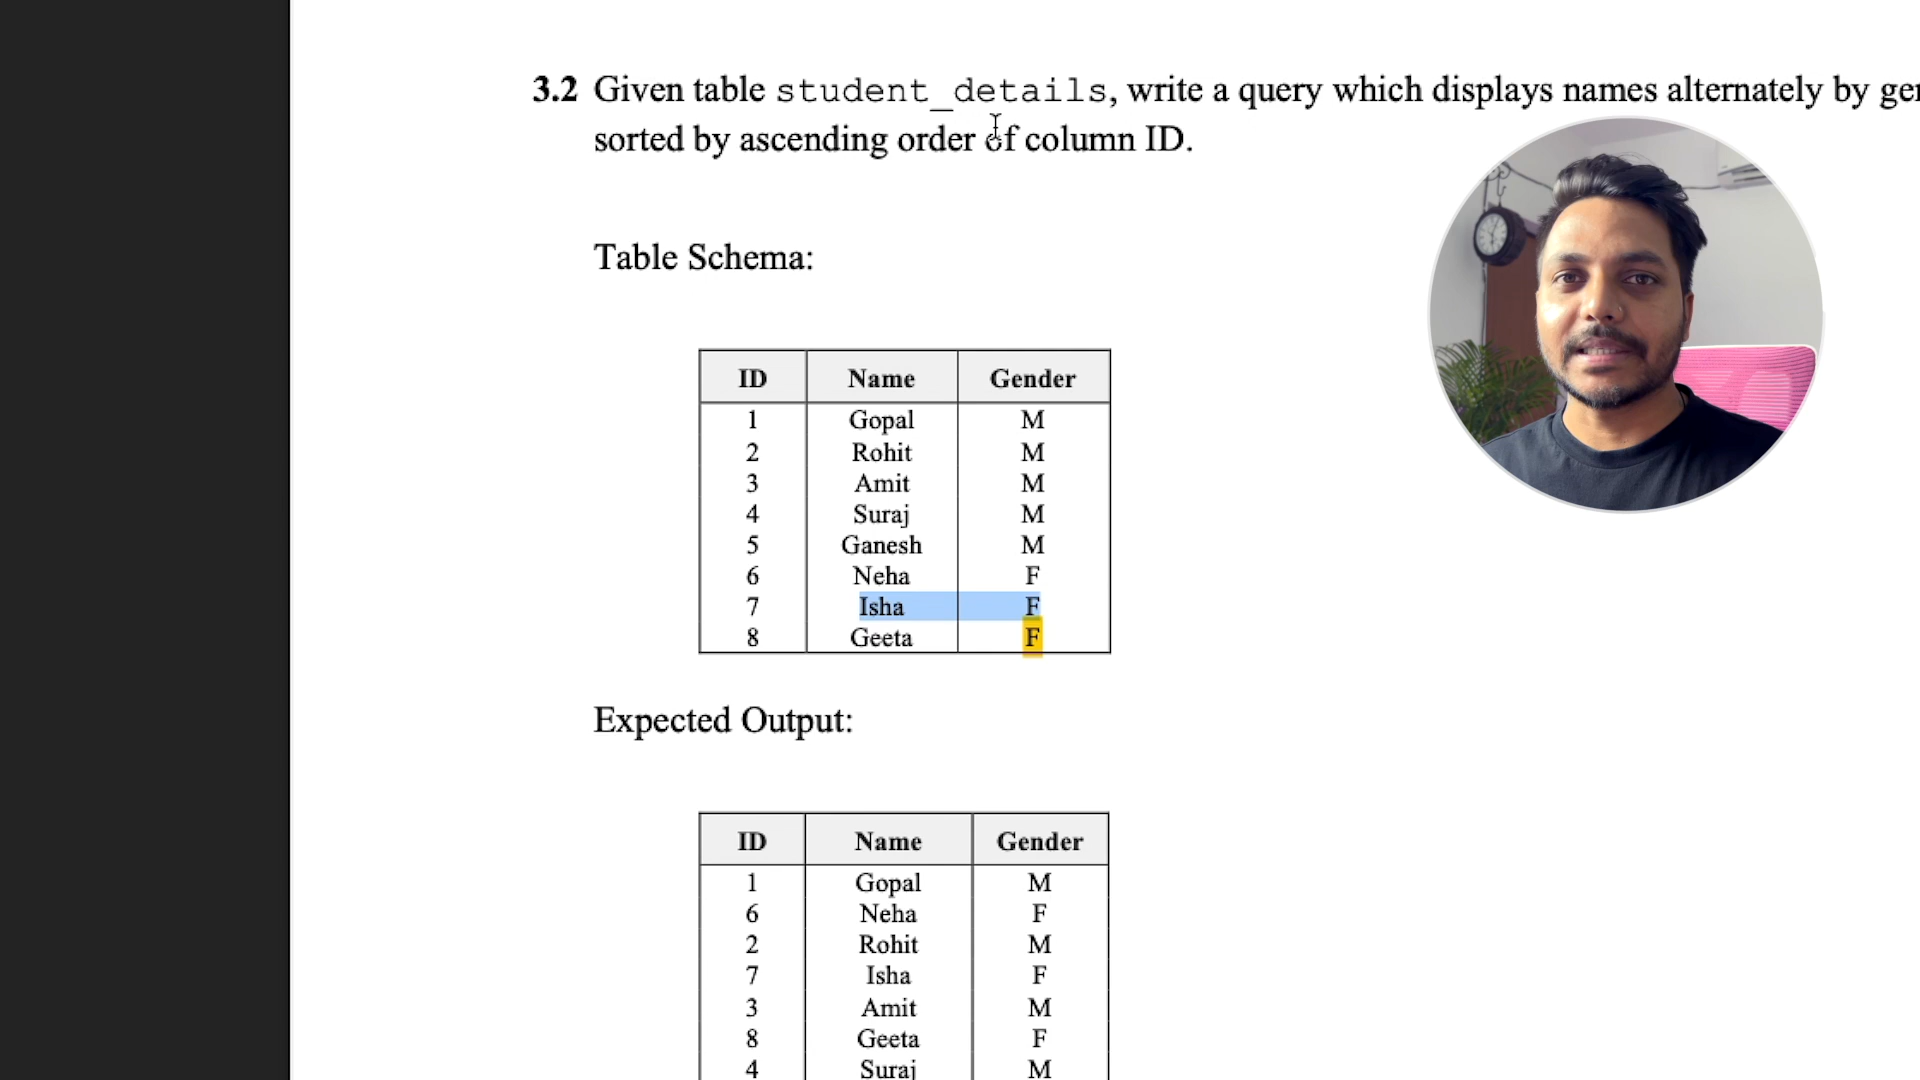 3.2 Given table student_details, write a query which displays names alternately by
sorted by ascending order of column ID.
Table Schema:
ID Name Gender
1 Gopal M
2 Rohit M
3 Amit M
4 Suraj M
5 Ganesh M
6 Neha F
7 Isha F
8 Geeta F
Expected Output:
ID Name Gender
1 Gopal M
6 Neha F
2 Rohit M
7 Isha F
3 Amit M
8 Geeta F
4 Suraj M